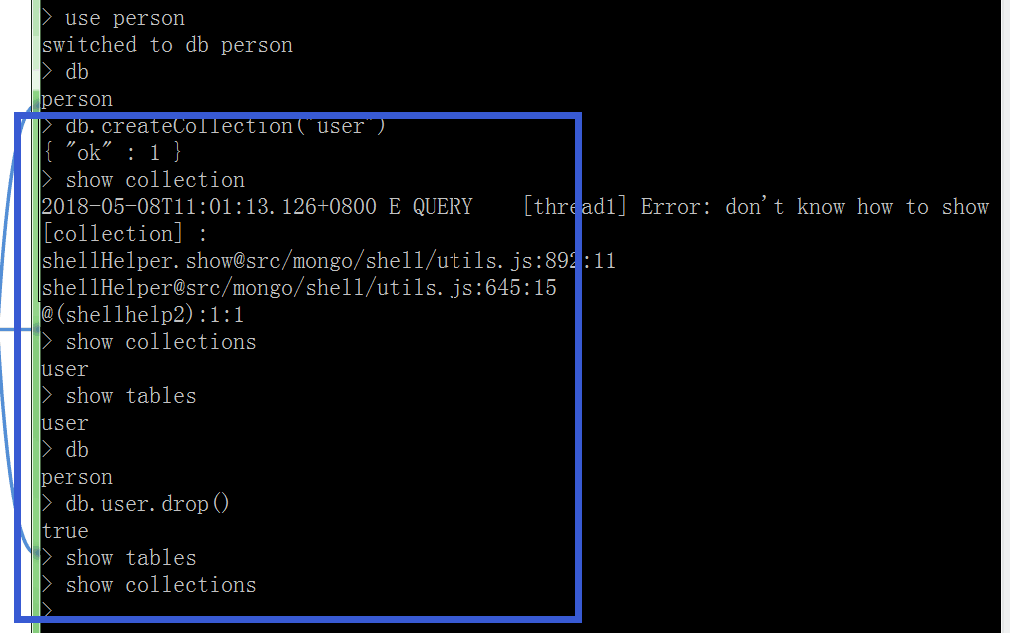 > use person
switched to db person
> db
person
> db.createCollection("user")
{ "ok" : 1 }
> show collection
2018-05-08T11:01:13.126+0800 E QUERY    [thread1] Error: don't know how to show
[collection] :
shellHelper.show@src/mongo/shell/utils.js:892:11
shellHelper@src/mongo/shell/utils.js:645:15
@(shellhelp2):1:1
> show collections
user
> show tables
user
> db
person
> db.user.drop()
true
> show tables
> show collections
>